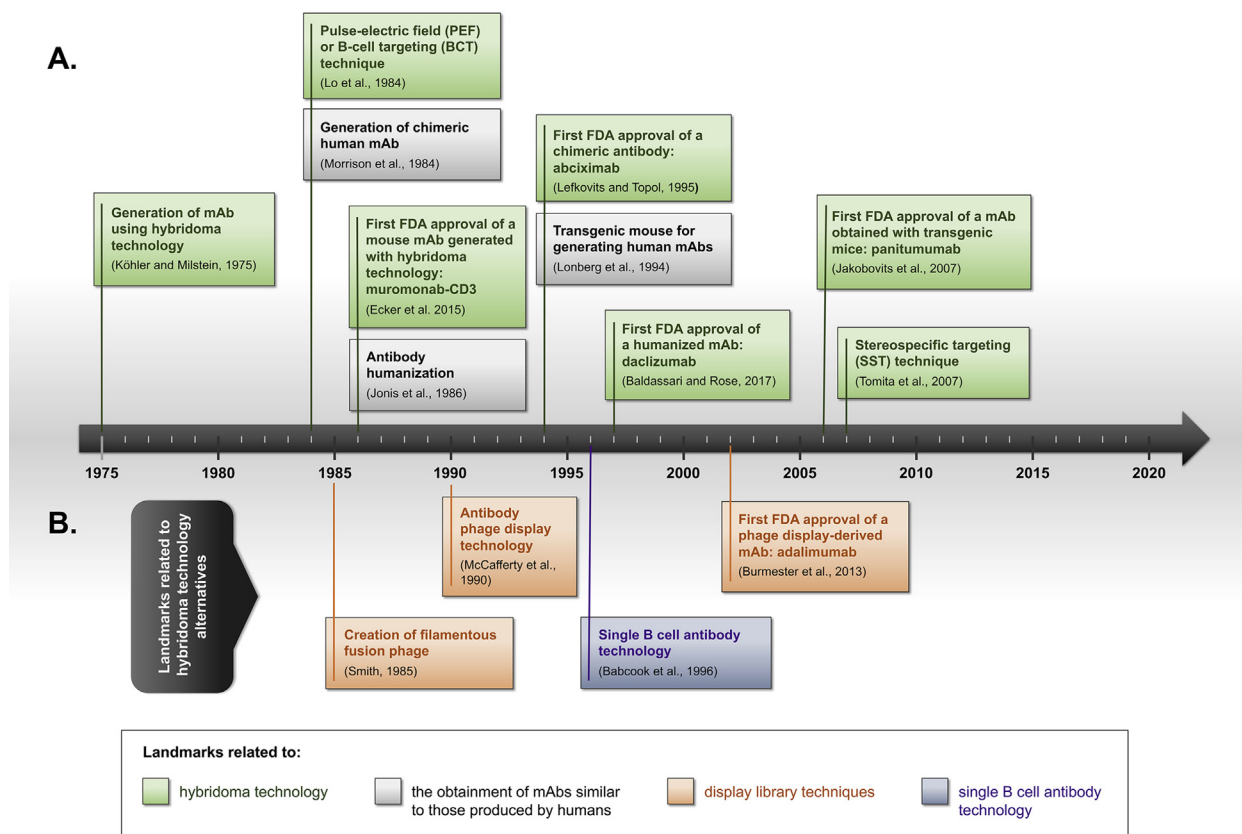 A.
Pulse-electric field (PEF)
or B-cell targeting (BCT)
technique
(Lo et al., 1984)
Generation of chimeric
human mAb
(Morrison et al., 1984)
First FDA approval of a
chimeric antibody:
abciximab
(Lefkovits and Topol, 1995)
Generation of mAb
using hybridoma
technology
(Köhler and Milstein, 1975)
First FDA approval of a
mouse mAb generated
with hybridoma
technology:
muromonab-CD3
(Ecker et al. 2015)
Transgenic mouse for
generating human mAbs
(Lonberg et al., 1994)
First FDA approval of a mAb
obtained with transgenic
mice: panitumumab
(Jakobovits et al., 2007)
Antibody
humanization
(Jonis et al., 1986)
First FDA approval of
a humanized mAb:
daclizumab
(Baldassari and Rose, 2017)
Stereospecific targeting
(SST) technique
(Tomita et al., 2007)
1975 1980 1985 1990 1995 2000 2005 2010 2015 2020
B.
Landmarks related to
hybridoma technology
alternatives
Antibody
phage display
technology
(McCafferty et al.,
1990)
First FDA approval of a
phage display-derived
mAb: adalimumab
(Burmester et al., 2013)
Creation of filamentous
fusion phage
(Smith, 1985)
Single B cell antibody
technology
(Babcook et al., 1996)
Landmarks related to:
hybridoma technology
the obtainment of mAbs similar
to those produced by humans
display library techniques
single B cell antibody
technology